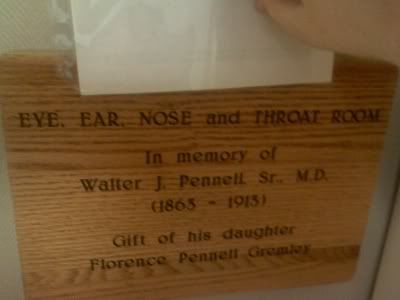 EYE, EAR, NOSE and THROAT ROOM
In memory of
Walter J. Pennell, Sr., M.D.
(1865 - 1913)
Gift of his daughter
Florence Pennell Gremley